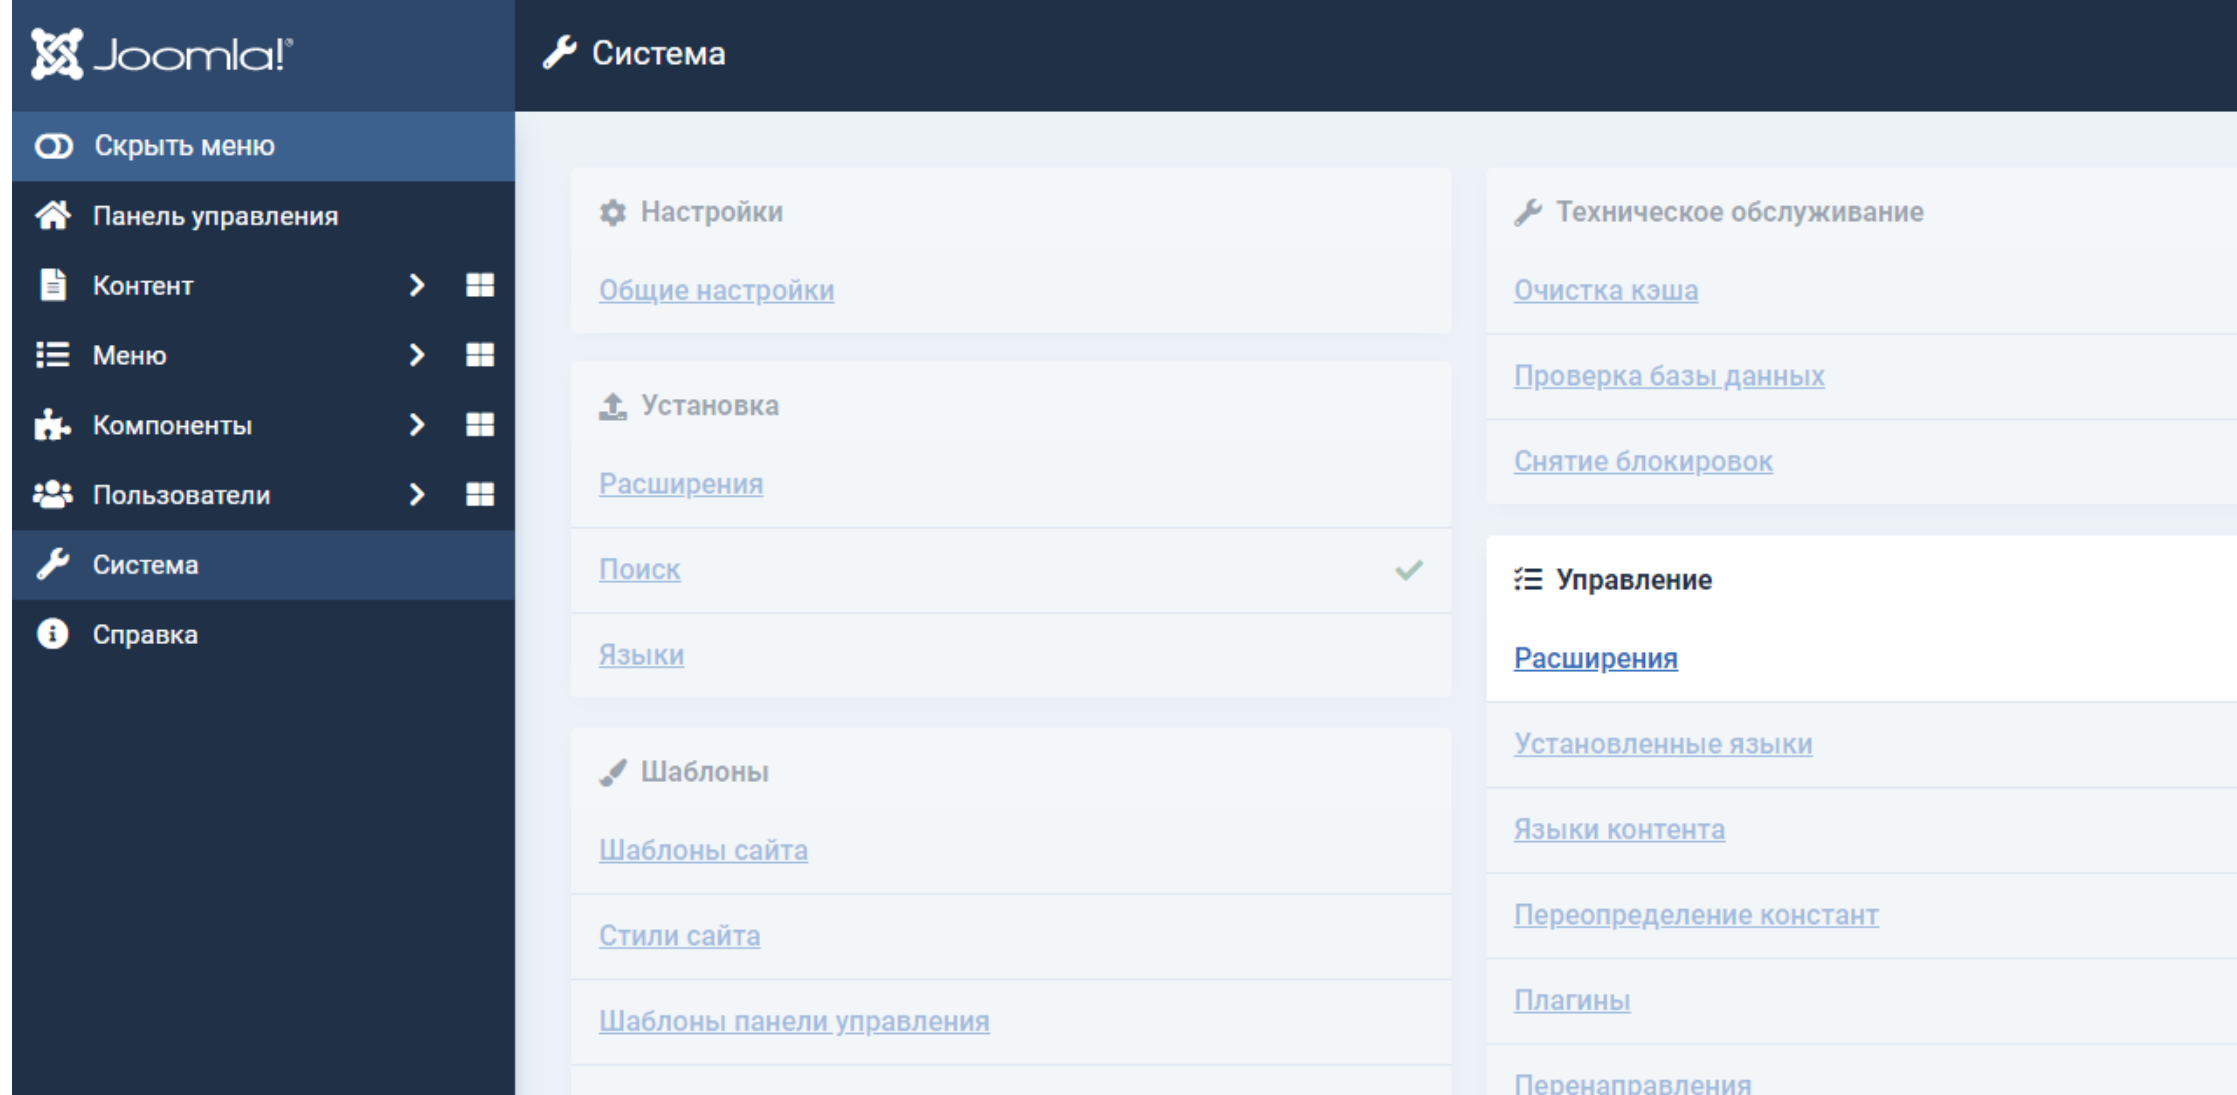 Joomla!
Система
Скрыть меню
Панель управления
Контент
Меню
Компоненты
Пользователи
Система
Справка
Настройки
Общие настройки
Установка
Расширения
Поиск
Языки
Шаблоны
Шаблоны сайта
Стили сайта
Шаблоны панели управления
Техническое обслуживание
Очистка кэша
Проверка базы данных
Снятие блокировок
Управление
Расширения
Установленные языки
Языки контента
Переопределение констант
Плагины
Перенаправления